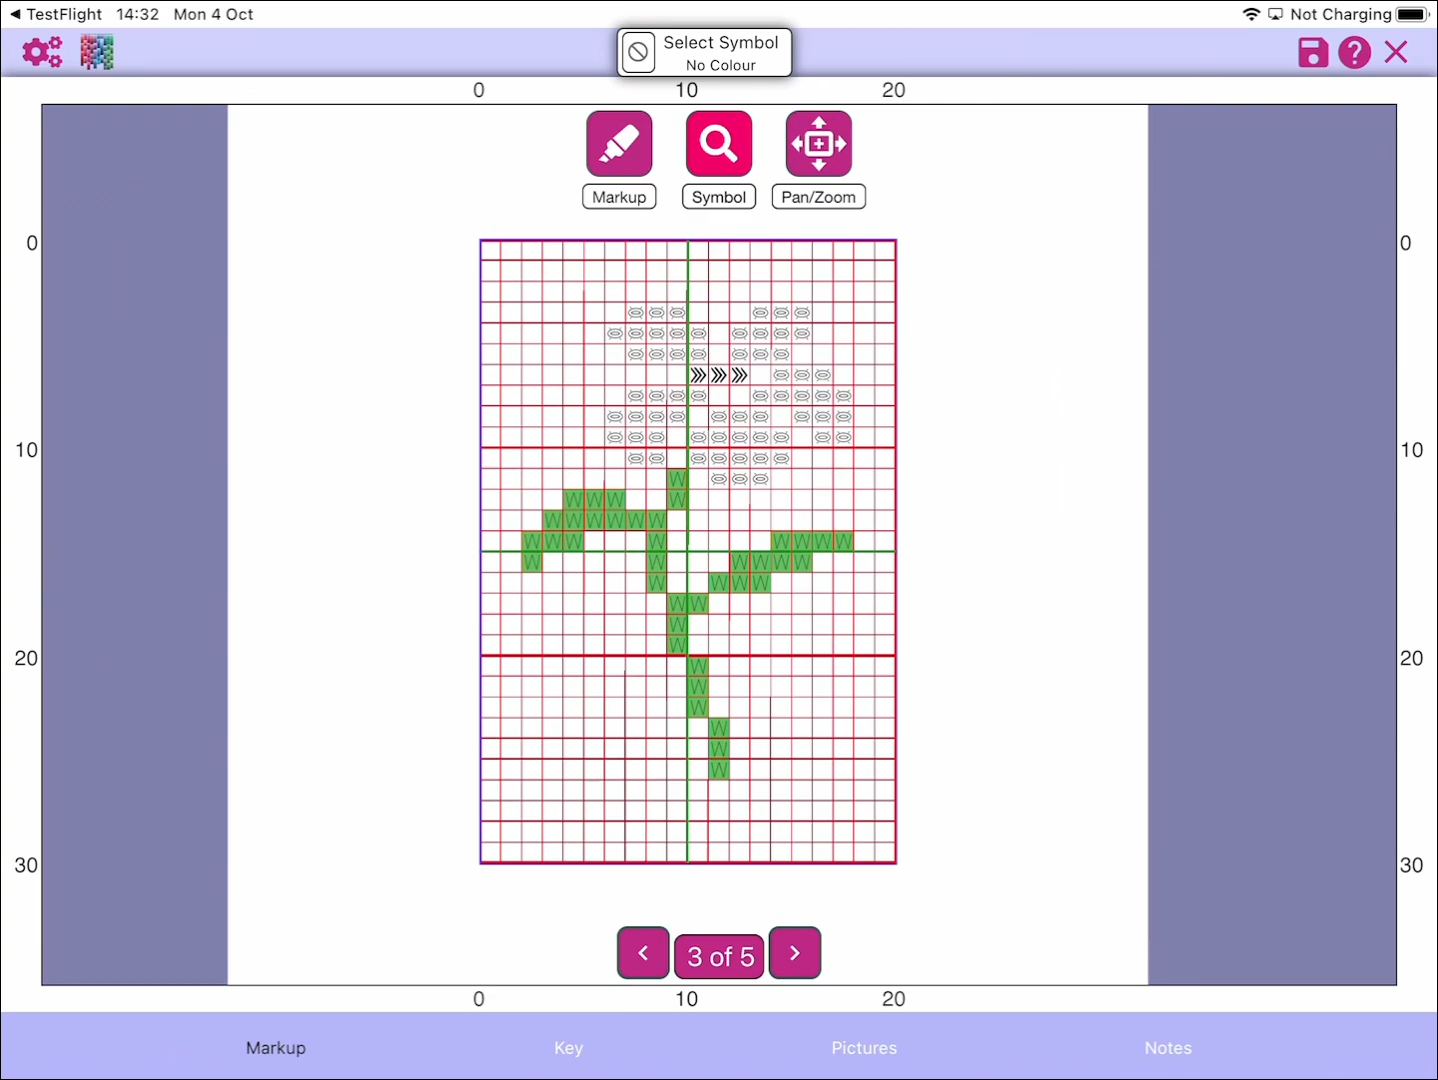 TestFlight 14:32 Mon 4 Oct Not Charging
Select Symbol
No Colour
0 10 20
Markup Symbol Pan/Zoom
0 0
W
W W W W
W W W W W W
W W W W W W W W
W W W W W W
W W W W
W W
W
10 10
W
20 20
W
W
W
W
W
W
30 30
3 of 5
0 10 20
Markup Key Pictures Notes